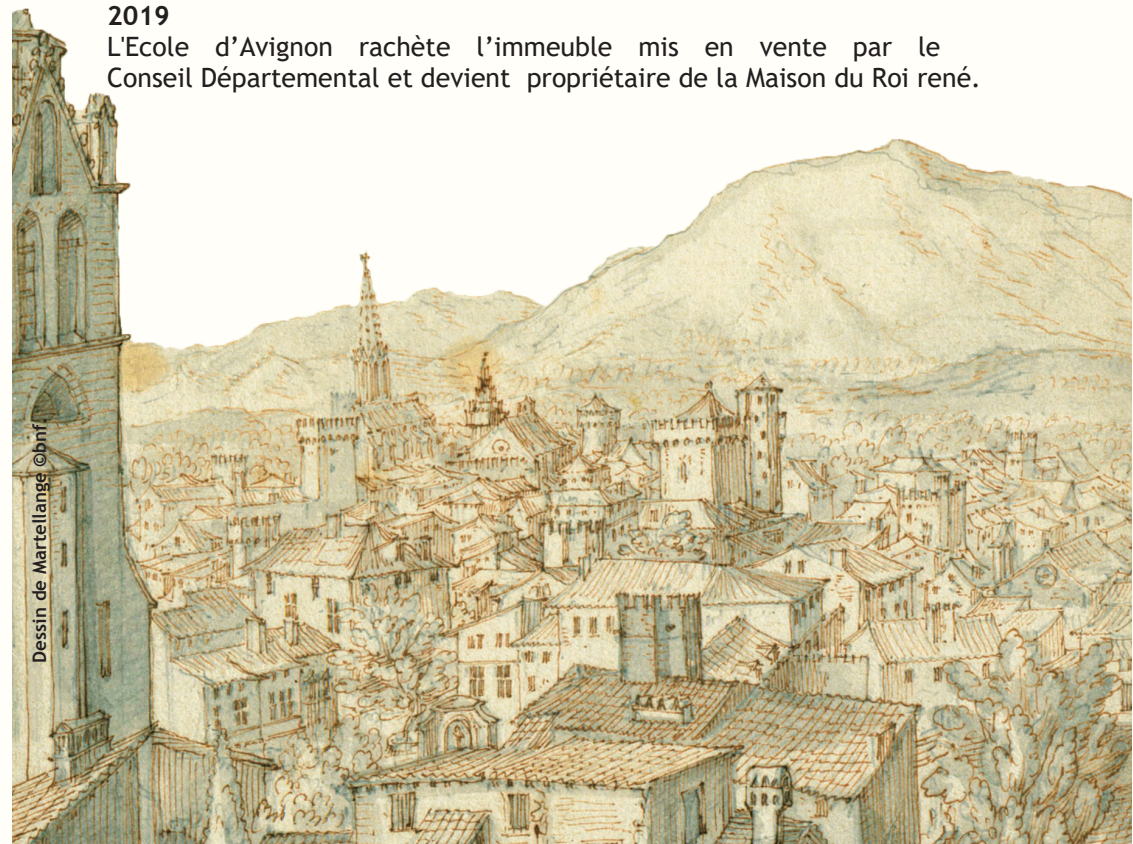 2019
L'Ecole d’Avignon rachète l’immeuble mis en vente par le
Conseil Départemental et devient propriétaire de la Maison du Roi rené.
Dessin de Martellange ©bnf